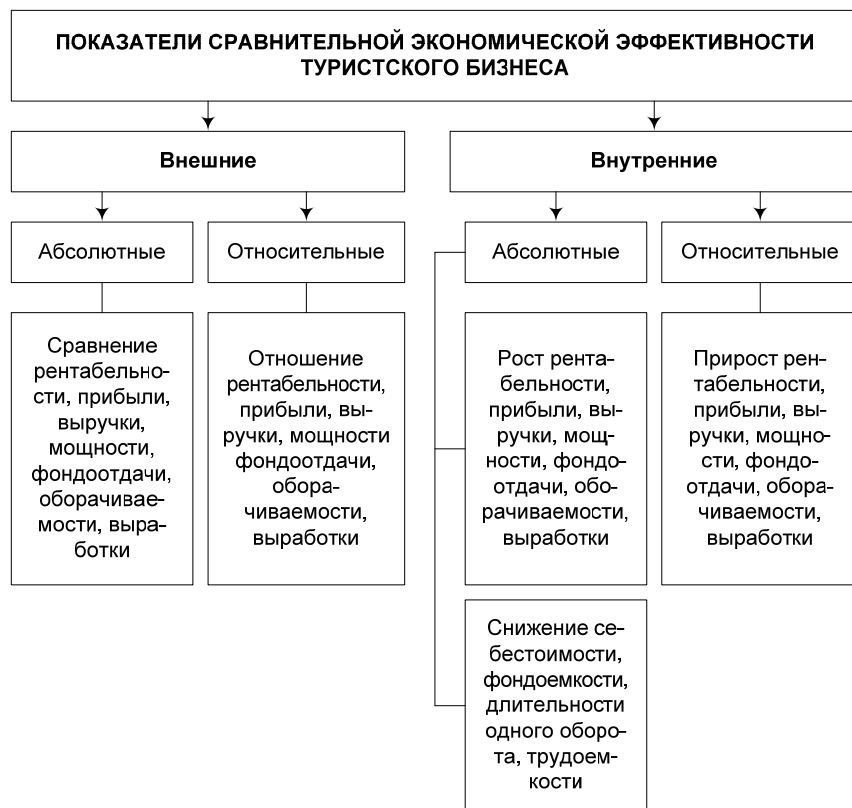 ПОКАЗАТЕЛИ СРАВНИТЕЛЬНОЙ ЭКОНОМИЧЕСКОЙ ЭФФЕКТИВНОСТИ
ТУРИСТСКОГО БИЗНЕСА
Внешние
Внутренние
Абсолютные
Относительные
Абсолютные
Относительные
Сравнение
рентабельно-
сти, прибыли,
выручки,
мощности,
фондоотдачи,
оборачивае-
мости, выра-
ботки
Отношение
рентабельности,
прибыли, вы-
ручки, мощности
фондоотдачи,
обора-
чиваемости,
выработки
Рост рента-
бельности,
прибыли, вы-
ручки, мощ-
ности, фондо-
отдачи, обо-
рачиваемости,
выработки
Прирост рен-
табельности,
прибыли, вы-
ручки, мощно-
сти, фондо-
отдачи, обора-
чиваемости,
выработки
Снижение се-
бестоимости,
фондоемкости,
длительности
одного оборо-
та, трудоем-
кости